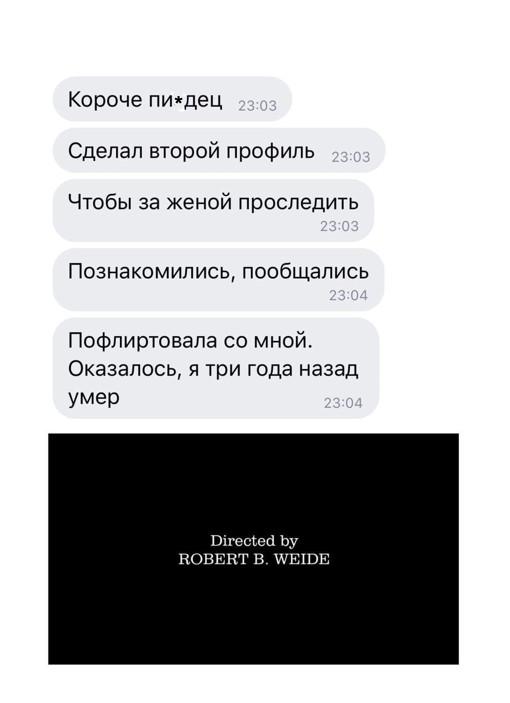 Короче пи*дец 23:03
Сделал второй профиль 23:03
Чтобы за женой проследить
23:03
Познакомились, пообщались
23:04
Пофлиртовала со мной.
Оказалось, я три года назад
умер 23:04
Directed by
ROBERT B. WEIDE